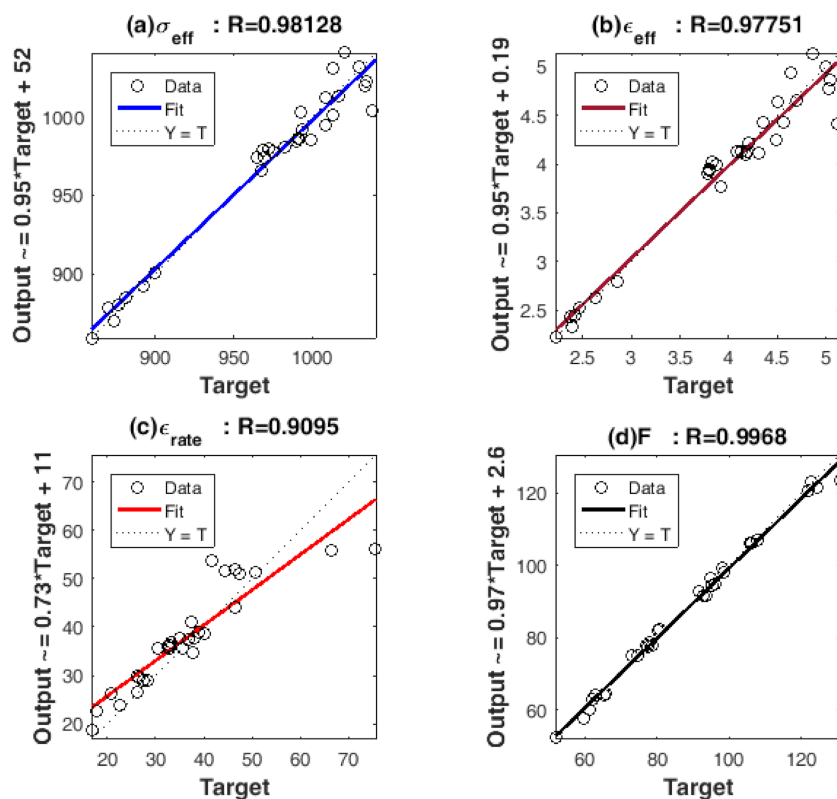 (a)σeff : R=0.98128
Output ~= 0.95*Target + 52
1000
950
900
Data
Fit
Y = T
900 950 1000
Target
(b)ϵeff : R=0.97751
Output ~= 0.95*Target + 0.19
5
4.5
4
3.5
3
2.5
Data
Fit
Y = T
2.5 3 3.5 4 4.5 5
Target
(c)ϵrate : R=0.9095
Output ~= 0.73*Target + 11
70
60
50
40
30
20
Data
Fit
Y = T
20 30 40 50 60 70
Target
(d)F : R=0.9968
Output ~= 0.97*Target + 2.6
120
100
80
60
Data
Fit
Y = T
60 80 100 120
Target